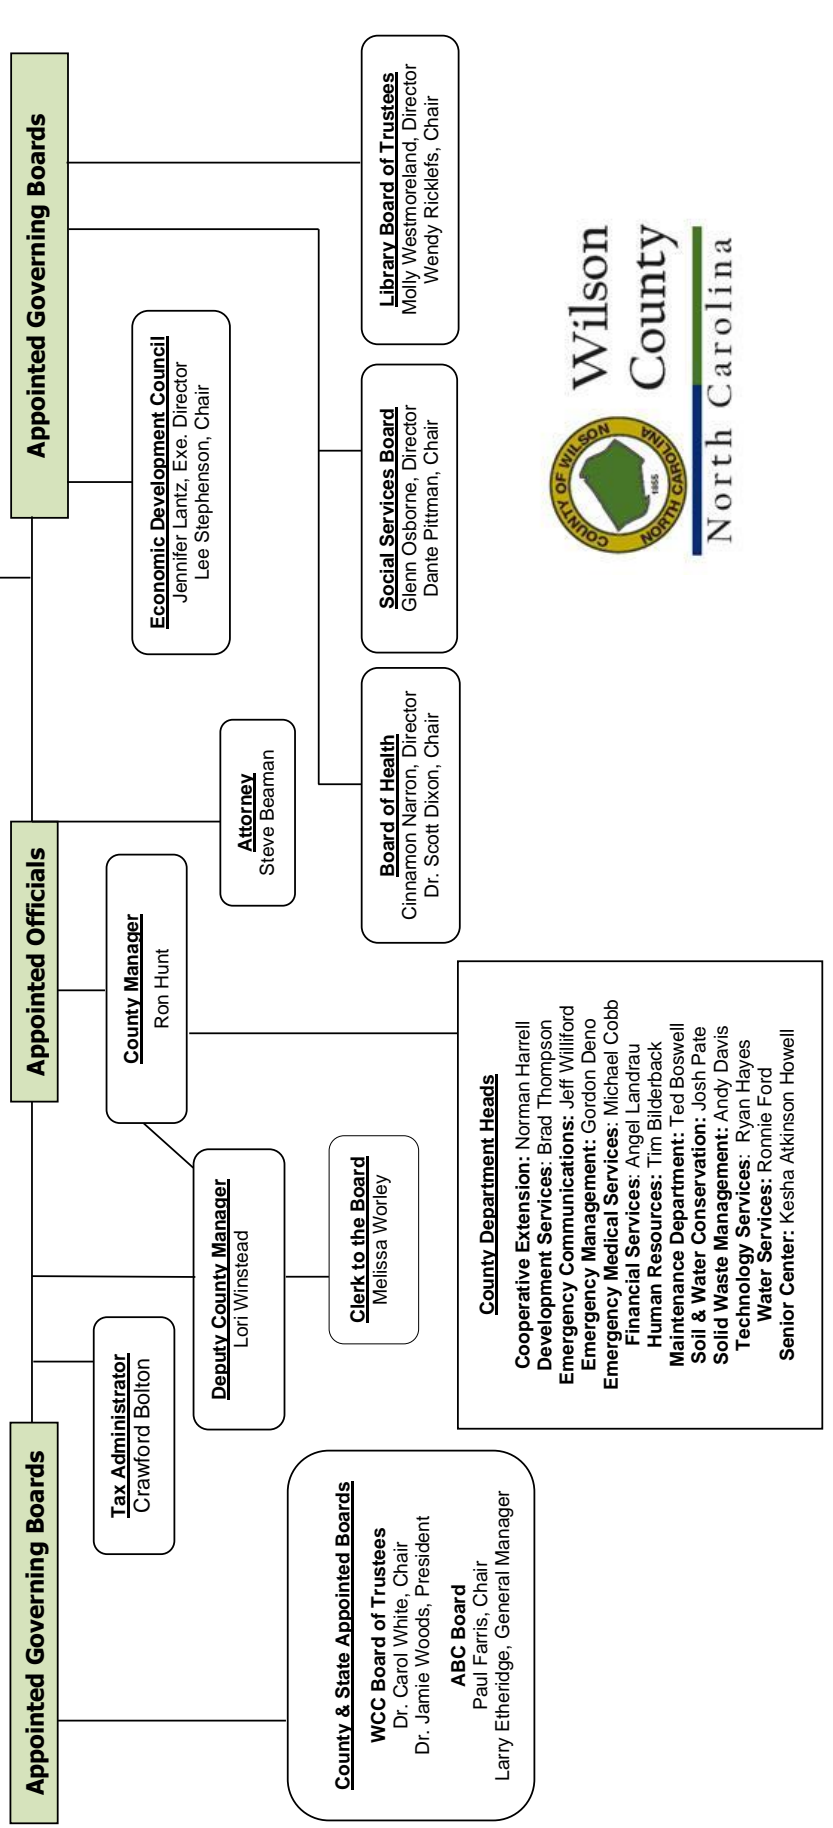 Appointed Governing Boards
Appointed Officials
Appointed Governing Boards
Tax Administrator
Crawford Bolton
County Manager
Ron Hunt
Economic Development Council
Jennifer Lantz, Exe. Director
Lee Stephenson, Chair
Deputy County Manager
Lori Winstead
Attorney
Steve Beaman
County & State Appointed Boards
WCC Board of Trustees
Dr. Carol White, Chair
Dr. Jamie Woods, President
ABC Board
Paul Farris, Chair
Larry Etheridge, General Manager
Clerk to the Board
Melissa Worley
Board of Health
Cinnamon Narron, Director
Dr. Scott Dixon, Chair
Social Services Board
Glenn Osborne, Director
Dante Pittman, Chair
Library Board of Trustees
Molly Westmoreland, Director
Wendy Ricklefs, Chair
County Department Heads
Cooperative Extension: Norman Harrell
Development Services: Brad Thompson
Emergency Communications: Jeff Williford
Emergency Management: Gordon Deno
Emergency Medical Services: Michael Cobb
Financial Services: Angel Landrau
Human Resources: Tim Bilderback
Maintenance Department: Ted Boswell
Soil & Water Conservation: Josh Pate
Solid Waste Management: Andy Davis
Technology Services: Ryan Hayes
Water Services: Ronnie Ford
Senior Center: Kesha Atkinson Howell
COUNTY OF WILSON
1855
NORTH CAROLINA
Wilson
County
North Carolina